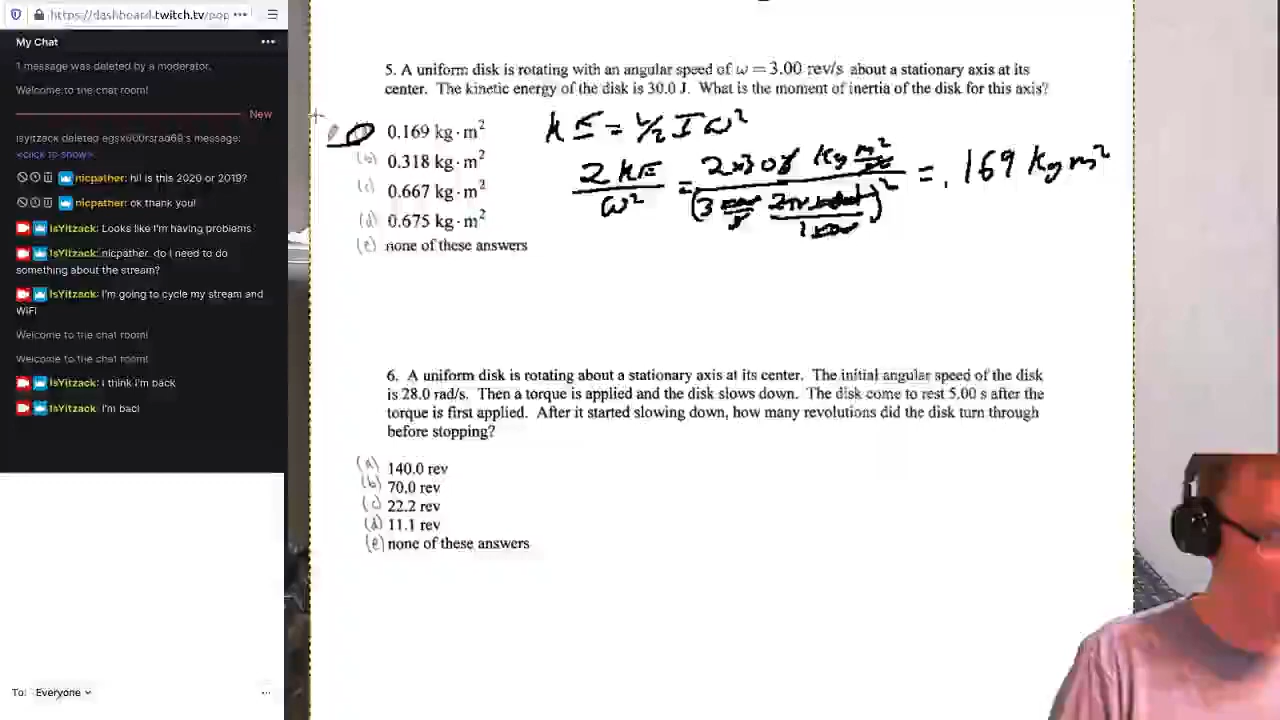 https://dashboard.twitch.tv/pop ...
My Chat
1 message was deleted by a moderator.
Welcome to the chat room!
New
isyitzack deleted egsx600rsraa69's message:
<click to show>
nicpather: hi! is this 2020 or 2019?
nicpather: ok thank you!
IsYitzack: Looks like I'm having problems
IsYitzack: nicpather do I need to do
something about the stream?
IsYitzack: I'm going to cycle my stream and
WiFi
Welcome to the chat room!
Welcome to the chat room!
IsYitzack: I think I'm back
IsYitzack: I'm bacl
To: Everyone
5. A uniform disk is rotating with an angular speed of ω = 3.00 rev/s about a stationary axis at its
center. The kinetic energy of the disk is 30.0 J. What is the moment of inertia of the disk for this axis?
0.169 kg · m²
(b) 0.318 kg · m²
(c) 0.667 kg · m²
(d) 0.675 kg · m²
(e) none of these answers
KE = 1/2 I ω²
2KE / ω² = 2×30 kg m² / (3 2π / 1)² = .169 kg m²
6. A uniform disk is rotating about a stationary axis at its center. The initial angular speed of the disk
is 28.0 rad/s. Then a torque is applied and the disk slows down. The disk come to rest 5.00 s after the
torque is first applied. After it started slowing down, how many revolutions did the disk turn through
before stopping?
(a) 140.0 rev
(b) 70.0 rev
(c) 22.2 rev
(d) 11.1 rev
(e) none of these answers